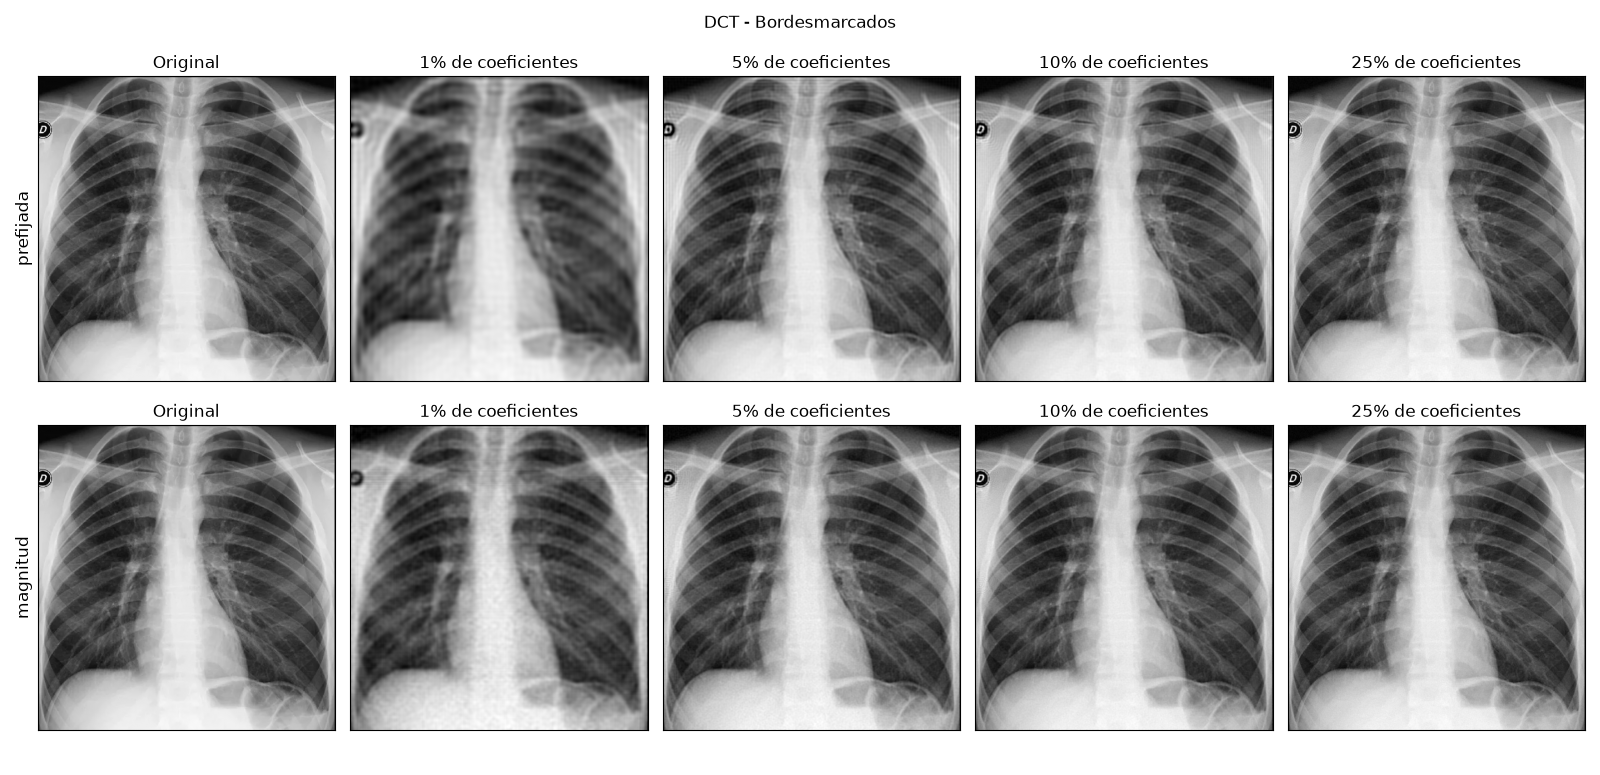 DCT - Bordesmarcados
Original
1% de coeficientes
5% de coeficientes
10% de coeficientes
25% de coeficientes
prefijada
D
D
D
D
Original
1% de coeficientes
5% de coeficientes
10% de coeficientes
25% de coeficientes
magnitud
D
D
D
D